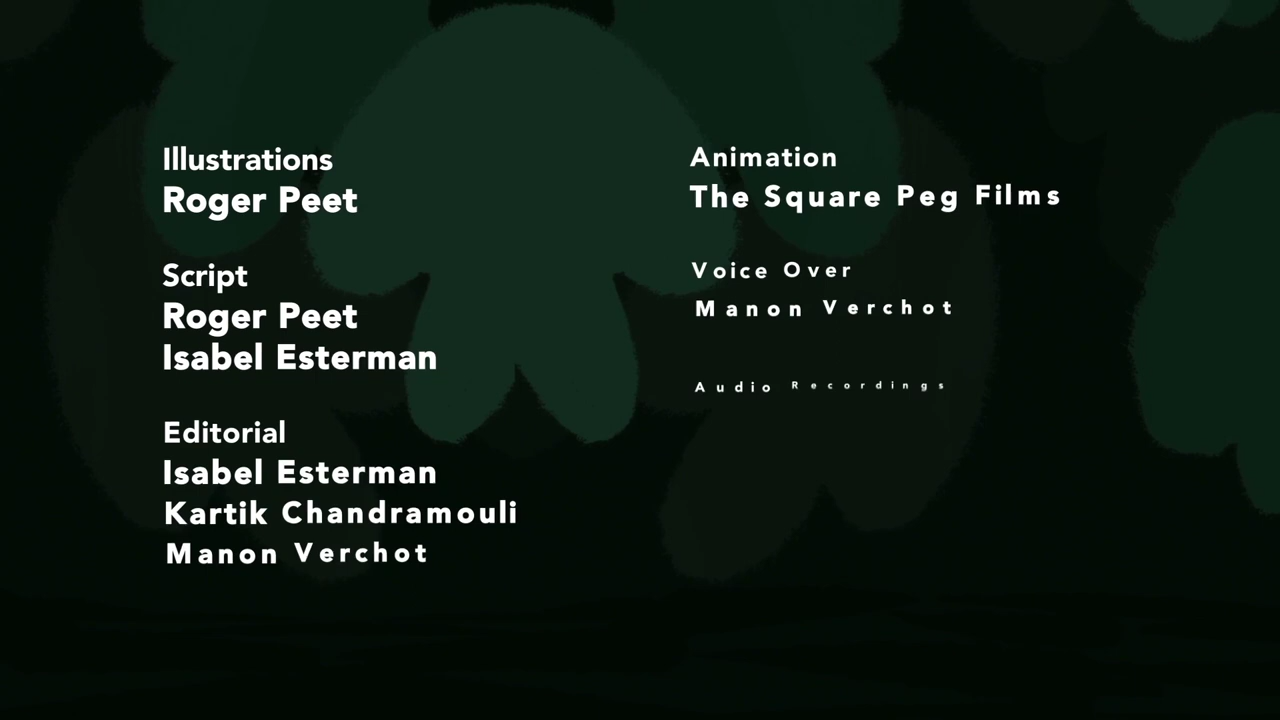 Illustrations
Roger Peet
Script
Roger Peet
Isabel Esterman
Editorial
Isabel Esterman
Kartik Chandramouli
Manon Verchot
Animation
The Square Peg Films
Voice Over
Manon Verchot
Audio Recordings